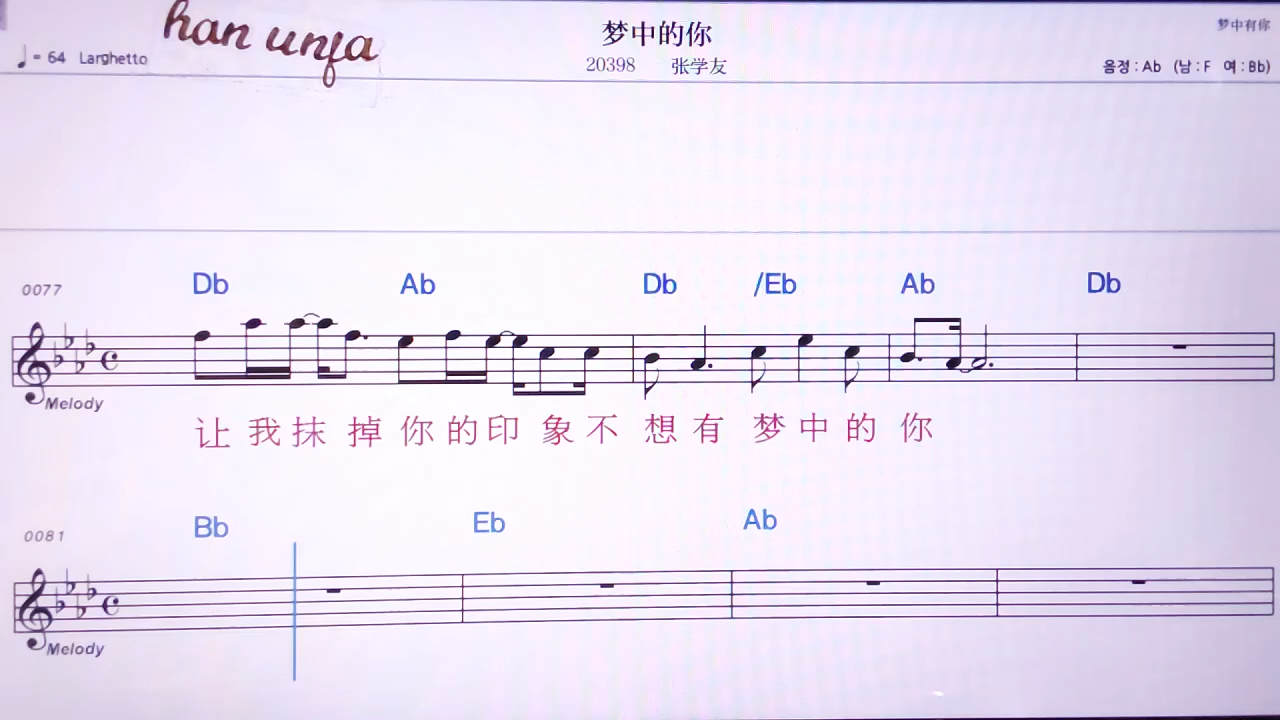 han unfa
梦中的你
梦中有你
= 64 Larghetto
20398 张学友
음정 : Ab (남 : F 여 : Bb)
0077 Db Ab Db /Eb Ab Db
Melody
让我抹掉你的印象不想有梦中的你
0081 Bb Eb Ab
Melody